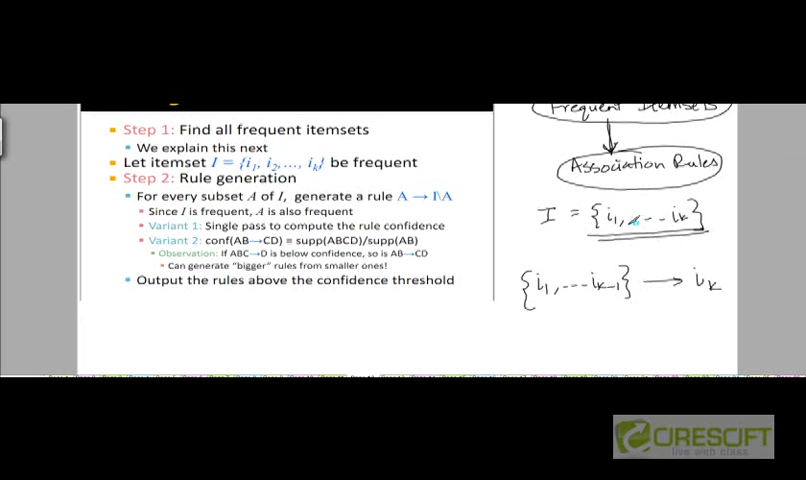 Step 1: Find all frequent itemsets
We explain this next
Let itemset I = {i1, i2,..., ik} be frequent
Step 2: Rule generation
For every subset A of I, generate a rule A → I\A
Since I is frequent, A is also frequent
Variant 1: Single pass to compute the rule confidence
Variant 2: conf(AB→CD) = supp(ABCD)/supp(AB)
Observation: If ABC→D is below confidence, so is AB→CD
Can generate "bigger" rules from smaller ones!
Output the rules above the confidence threshold
Frequent Itemsets
Association Rules
I = {i1, .... ik}
{i1, .... ik-1} → ik
live web class